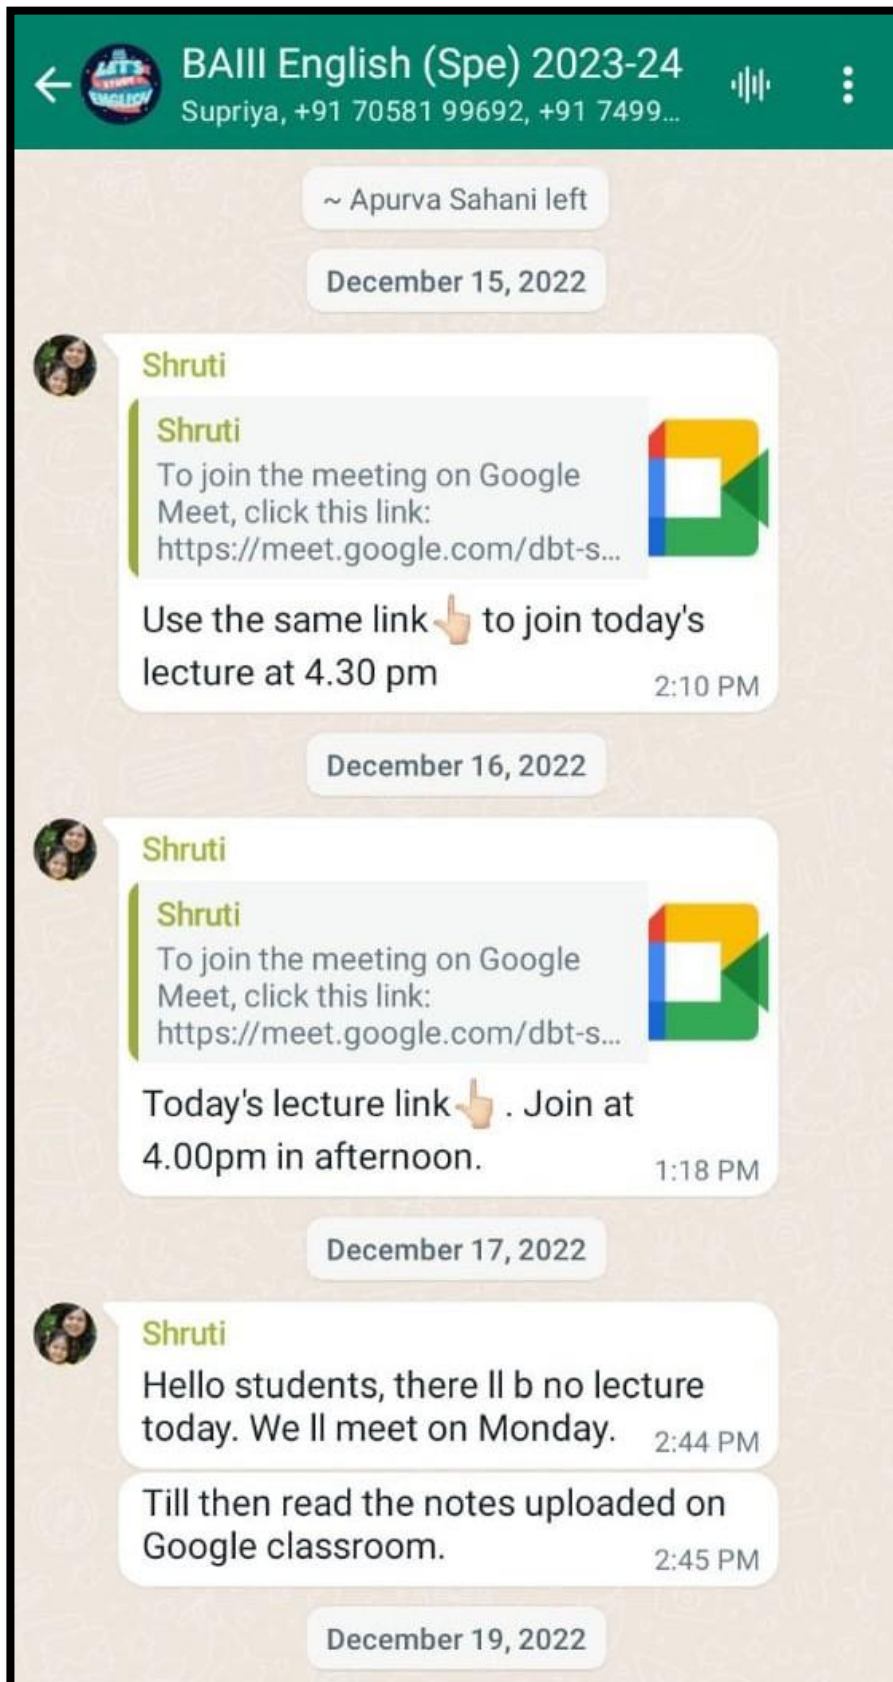 BAIII English (Spe) 2023-24
LET'S
STUDY
ENGLISH
Supriya, +91 70581 99692, +91 7499...
~ Apurva Sahani left
December 15, 2022
Shruti
Shruti
To join the meeting on Google
Meet, click this link:
https://meet.google.com/dbt-s...
Use the same link👆🏻 to join today's
lecture at 4.30 pm
2:10 PM
December 16, 2022
Shruti
Shruti
To join the meeting on Google
Meet, click this link:
https://meet.google.com/dbt-s...
Today's lecture link👆🏻 . Join at
4.00pm in afternoon.
1:18 PM
December 17, 2022
Shruti
Hello students, there ll b no lecture
today. We ll meet on Monday.
2:44 PM
Till then read the notes uploaded on
Google classroom.
2:45 PM
December 19, 2022